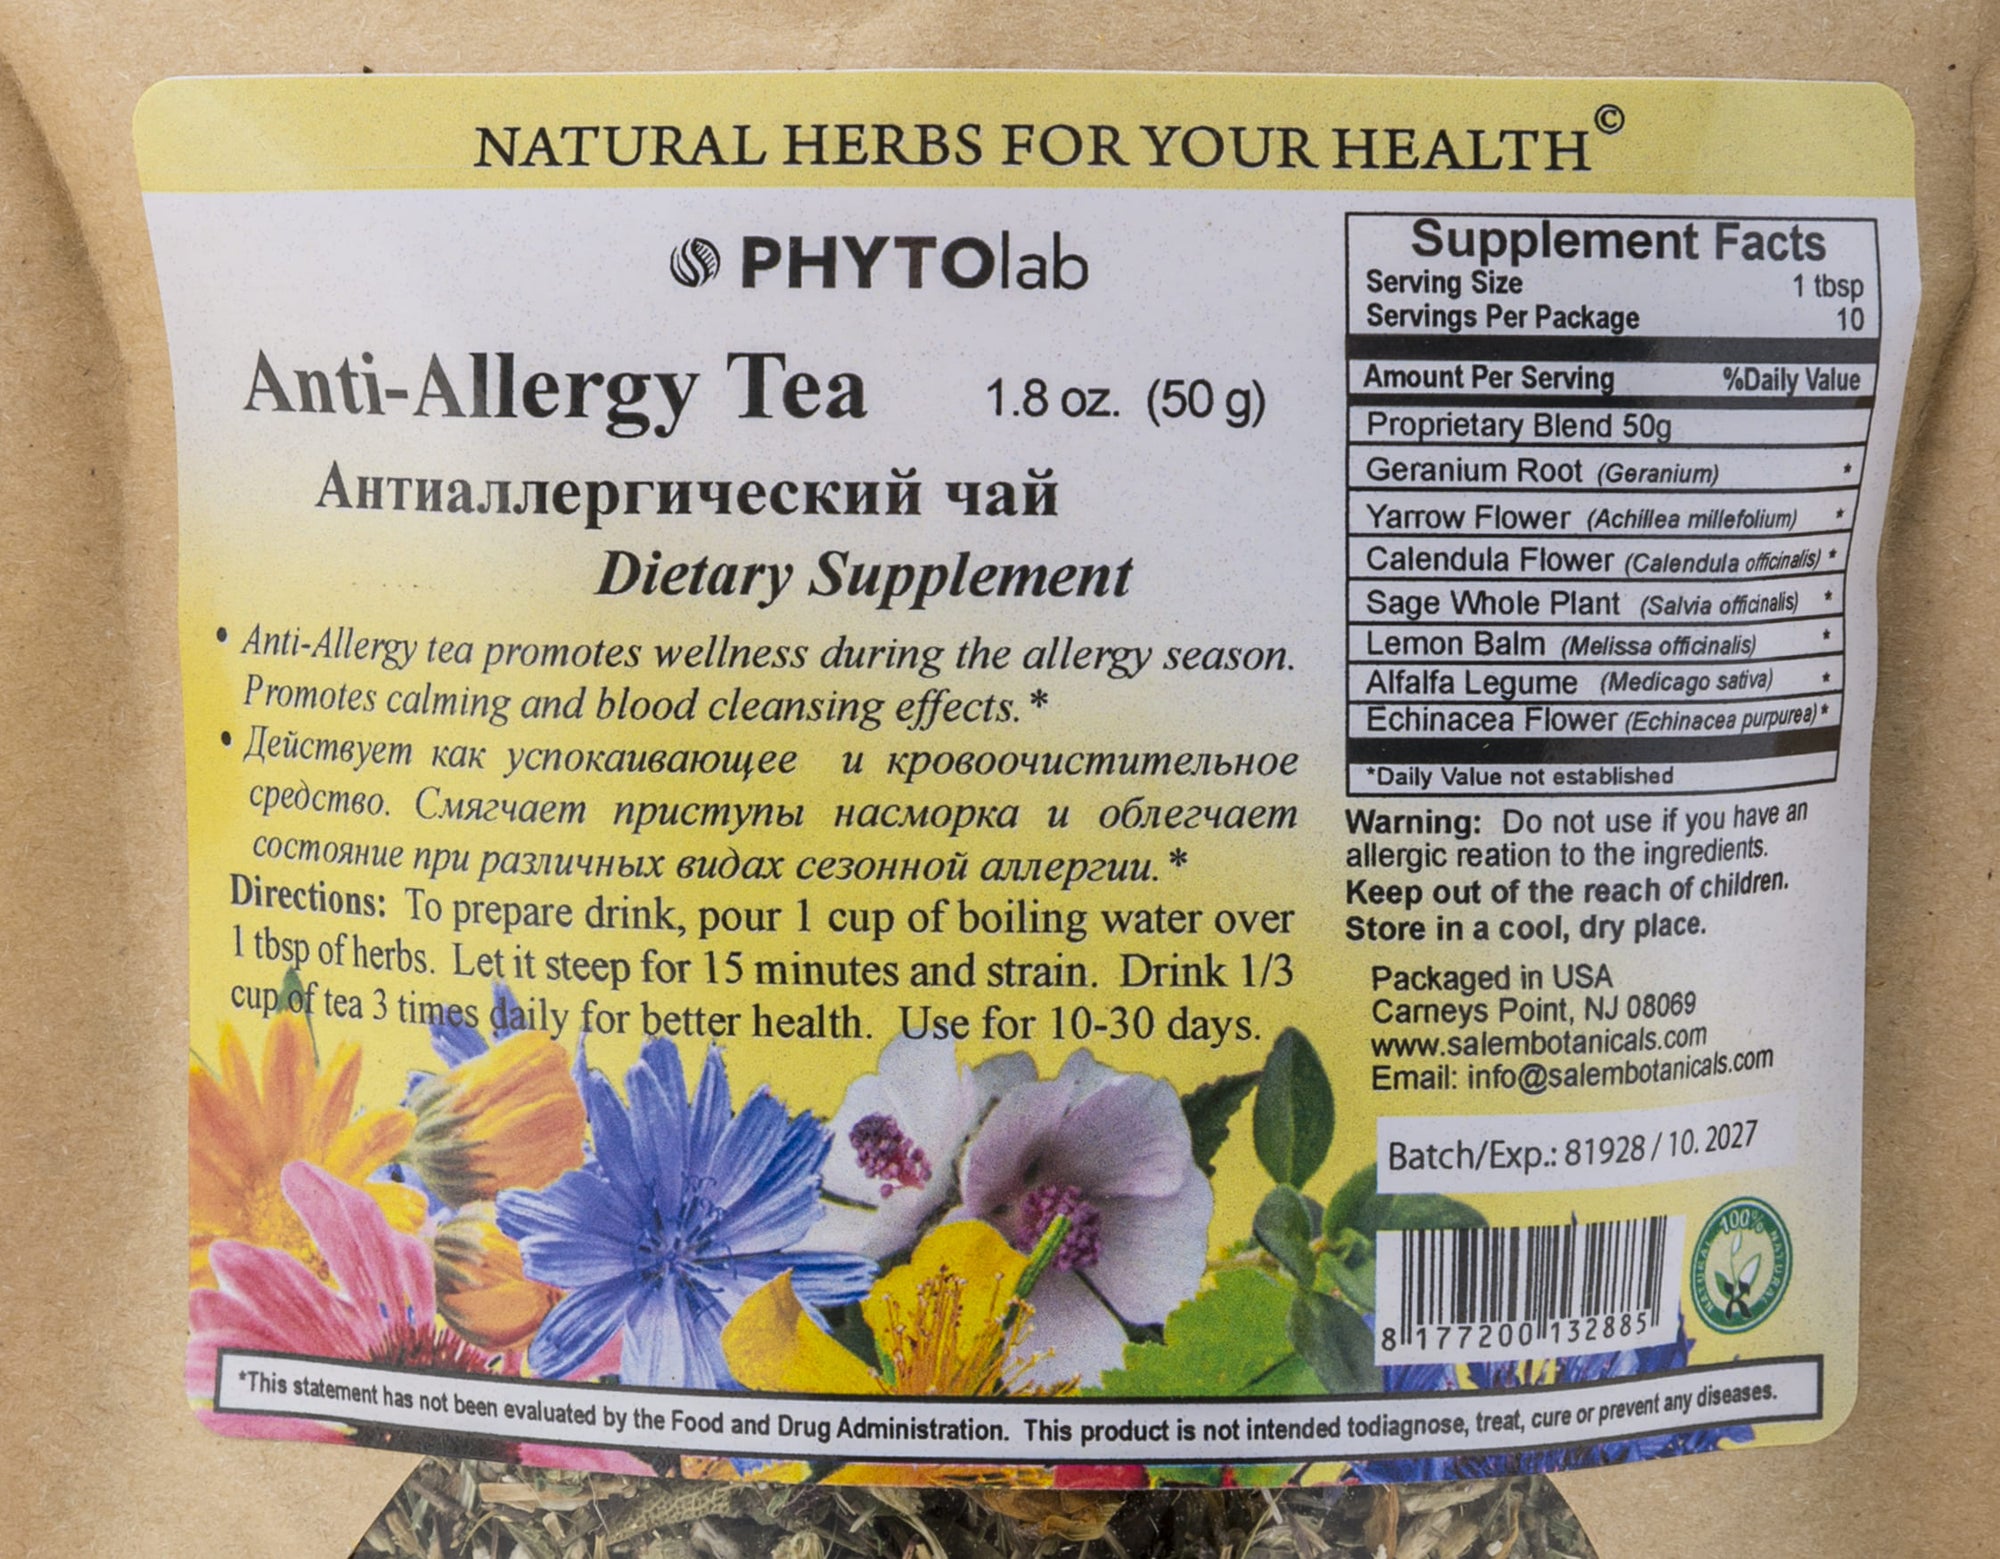 NATURAL HERBS FOR YOUR HEALTH©
PHYTOlab
Anti-Allergy Tea 1.8 oz. (50 g)
Антиаллергический чай
Dietary Supplement
• Anti-Allergy tea promotes wellness during the allergy season.
Promotes calming and blood cleansing effects. *
• Действует как успокаивающее и кровоочистительное
средство. Смягчает приступы насморка и облегчает
состояние при различных видах сезонной аллергии. *
Directions: To prepare drink, pour 1 cup of boiling water over
1 tbsp of herbs. Let it steep for 15 minutes and strain. Drink 1/3
cup of tea 3 times daily for better health. Use for 10-30 days.
Supplement Facts
Serving Size 1 tbsp
Servings Per Package 10
Amount Per Serving %Daily Value
Proprietary Blend 50g
Geranium Root (Geranium) *
Yarrow Flower (Achillea millefolium) *
Calendula Flower (Calendula officinalis) *
Sage Whole Plant (Salvia officinalis) *
Lemon Balm (Melissa officinalis) *
Alfalfa Legume (Medicago sativa) *
Echinacea Flower (Echinacea purpurea) *
*Daily Value not established
Warning: Do not use if you have an
allergic reation to the ingredients.
Keep out of the reach of children.
Store in a cool, dry place.
Packaged in USA
Carneys Point, NJ 08069
www.salembotanicals.com
Email: info@salembotanicals.com
Batch/Exp.: 81928 / 10. 2027
8 17720 0 13288 5
100%
NATURAL NATURAL
*This statement has not been evaluated by the Food and Drug Administration. This product is not intended todiagnose, treat, cure or prevent any diseases.